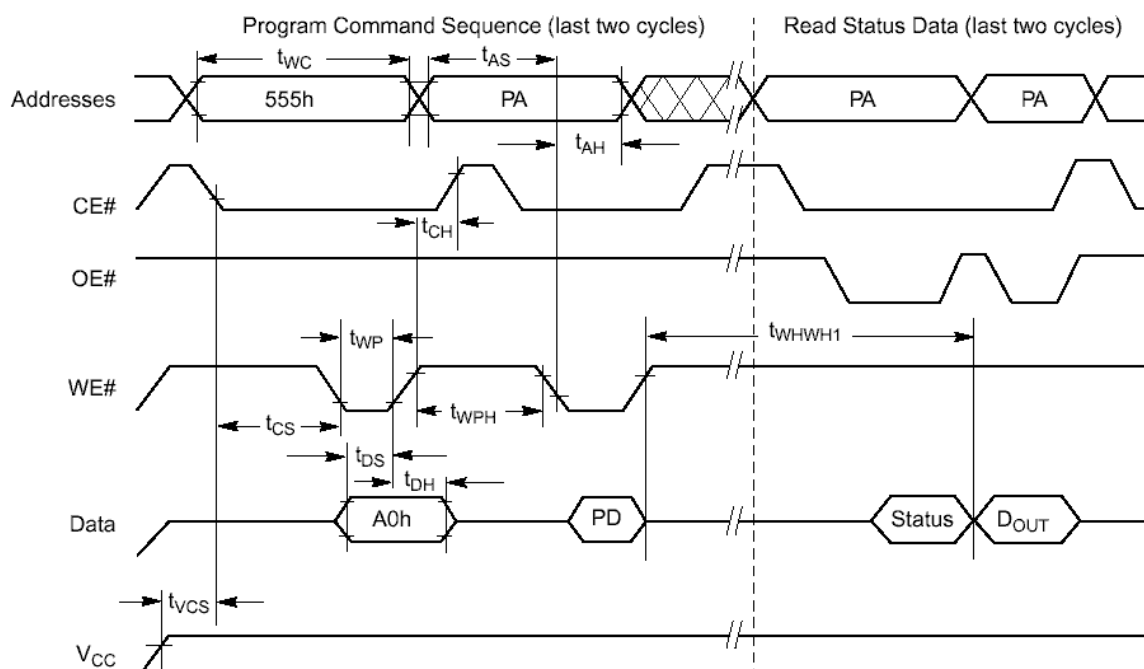 Program Command Sequence (last two cycles)
Read Status Data (last two cycles)
tWC
tAS
Addresses
555h
PA
PA
PA
tAH
CE#
tCH
OE#
tWP
tWHWH1
WE#
tCS
tWPH
tDS
tDH
Data
A0h
PD
Status
DOUT
tVCS
VCC